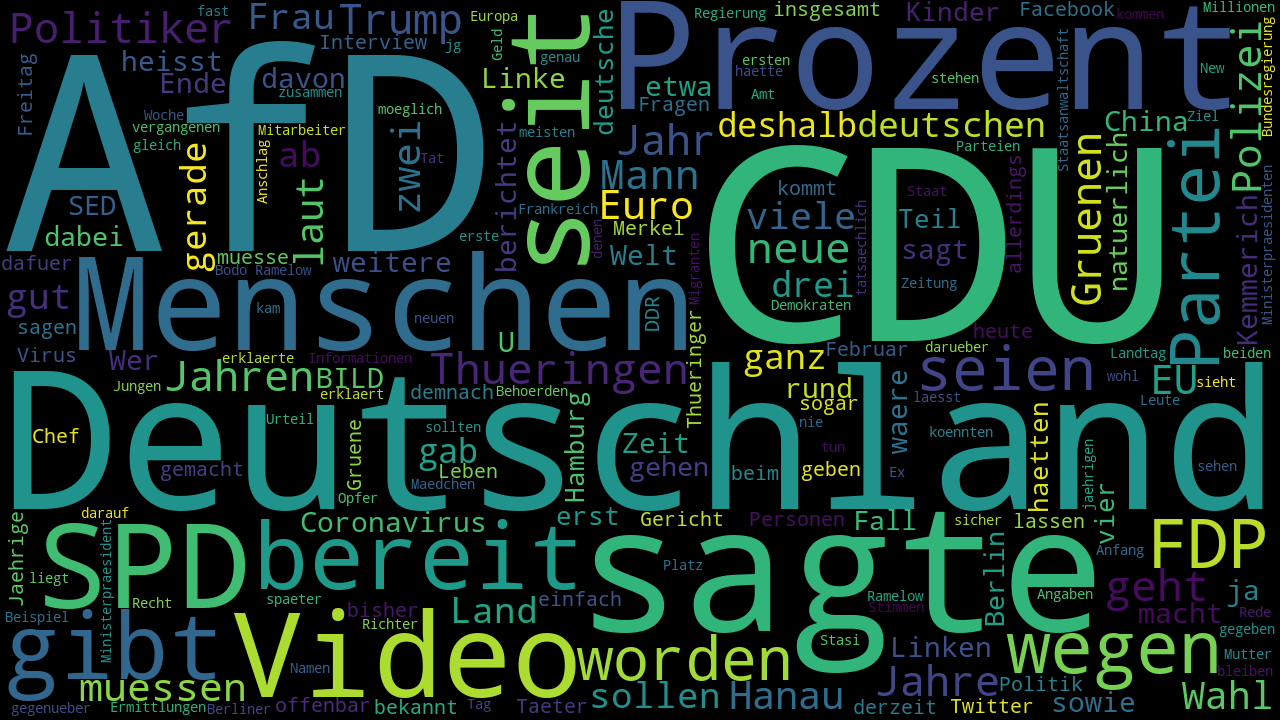 fast
Frau
Trump
Europa
Prozent
Regierung
insgesamt
Kinder
Facebook
kommen
Millionen
Politiker
Interview
jg
Geld
seit
genau
deutsche
ersten
haette
etwa
Fragen
stehen
Amt
New
Polizei
Bundesregierung
Freitag
heisst
Ende
davon
zusammen
Linke
AfD
Woche
vergangenen
gleich
moeglich
Mitarbeiter
Anschlag
zwei
Tat
berichtet
meisten
Jahr
deshalb
deutschen
Staatsanwaltschaft
China
Ziel
Parteien
gerade
ab
laut
SED
dabei
Frankreich
Mann
Euro
Merkel
Welt
denen
Migranten
CDU
kommt
viele
neue
drei
Demokraten
tatsaechlich
Staat
Teil
sagt
Zeitung
allerdings
Gruenen
natuerlich
Partei
Kemmerich
Ministerpraesidenten
erste
dafuer
muesse
Bodo Ramelow
weitere
gut
sagen
Menschen
kam
neuen
U
DDR
Thueringer
heute
Virus
Wer
erklaerte
Informationen
Thueringen
ganz
Februar
darueber
seien
Landtag
beiden
Jungen
Jahren
BILD
erklaert
demnach
Behoerden
rund
sogar
waere
laesst
wohl
EU
sieht
Leute
Deutschland
Chef
Urteil
Gruene
sollten
gab
Hamburg
Zeit
nie
koennten
haetten
gemacht
Leben
gehen
beim
tun
geben
Ex
jaehrigen
sehen
Opfer
Maedchen
Jaehrige
darauf
Ministerpraesident
Coronavirus
erst
Gericht
Personen
Fall
sicher
lassen
vier
SPD
bereit
sagte
Platz
Berlin
Anfang
FDP
liegt
Recht
spaeter
bisher
Richter
Land
einfach
Ramelow
Stimmen
Angaben
geht
macht
ja
Rede
Beispiel
gibt
Video
Namen
worden
Stasi
Linken
wegen
gegeben
Mutter
bleiben
muessen
sollen
Hanau
Jahre
Politik
Wahl
gegenueber
Ermittlungen
Berliner
offenbar
bekannt
Tag
Taeter
derzeit
Twitter
sowie